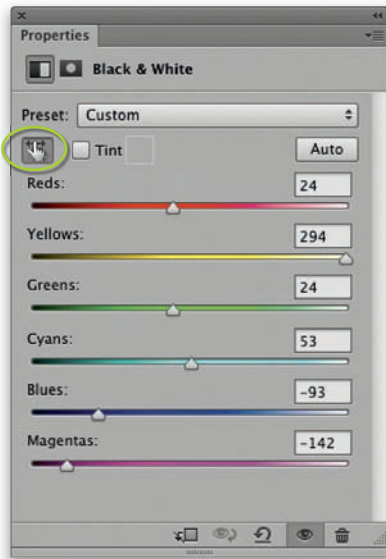 Properties
Black & White
Preset: Custom
Tint Auto
Reds: 24
Yellows: 294
Greens: 24
Cyans: 53
Blues: -93
Magentas: -142